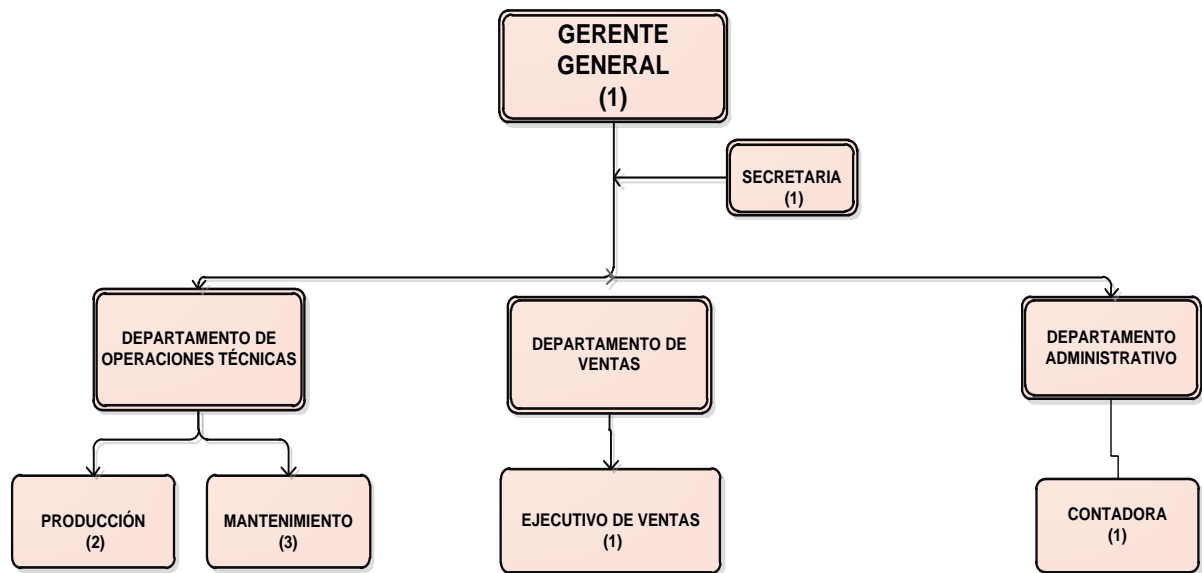 GERENTE
GENERAL
(1)
SECRETARIA
(1)
DEPARTAMENTO DE
OPERACIONES TÉCNICAS
DEPARTAMENTO DE
VENTAS
DEPARTAMENTO
ADMINISTRATIVO
PRODUCCIÓN
(2)
MANTENIMIENTO
(3)
EJECUTIVO DE VENTAS
(1)
CONTADORA
(1)